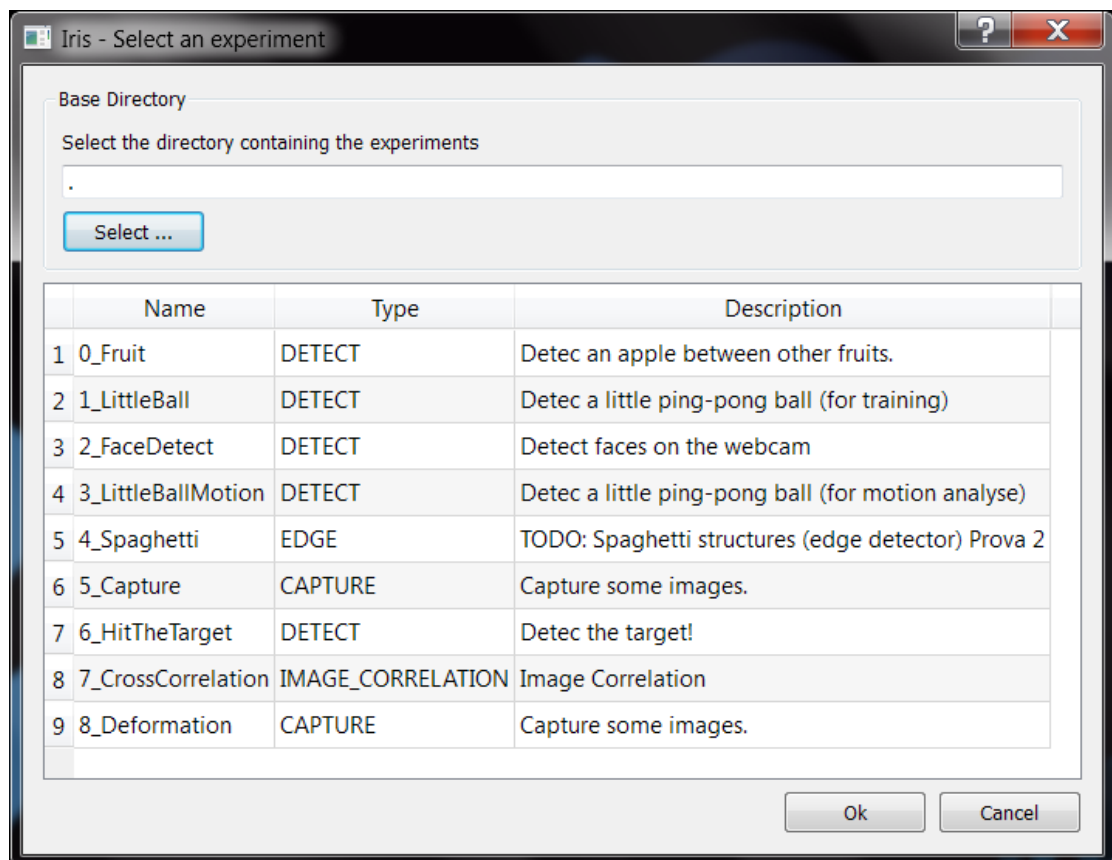 Iris - Select an experiment
Base Directory
Select the directory containing the experiments
.
Select ...
Name Type Description
1 0_Fruit DETECT Detec an apple between other fruits.
2 1_LittleBall DETECT Detec a little ping-pong ball (for training)
3 2_FaceDetect DETECT Detect faces on the webcam
4 3_LittleBallMotion DETECT Detec a little ping-pong ball (for motion analyse)
5 4_Spaghetti EDGE TODO: Spaghetti structures (edge detector) Prova 2
6 5_Capture CAPTURE Capture some images.
7 6_HitTheTarget DETECT Detec the target!
8 7_CrossCorrelation IMAGE_CORRELATION Image Correlation
9 8_Deformation CAPTURE Capture some images.
Ok Cancel